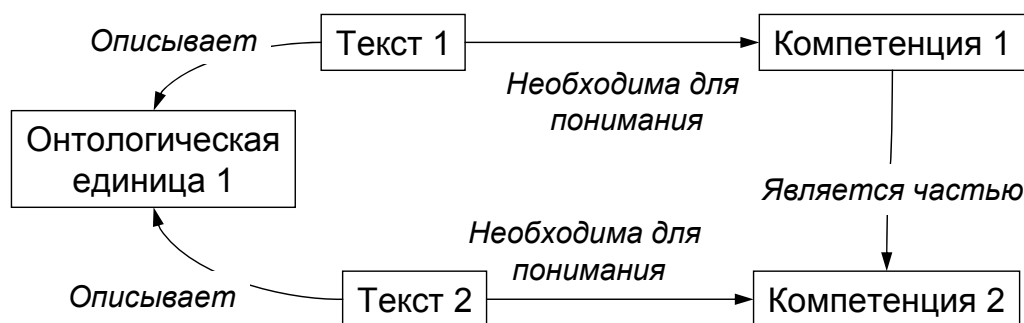 Описывает
Текст 1
Компетенция 1
Необходима для
понимания
Онтологическая
единица 1
Является частью
Необходима для
понимания
Описывает
Текст 2
Компетенция 2